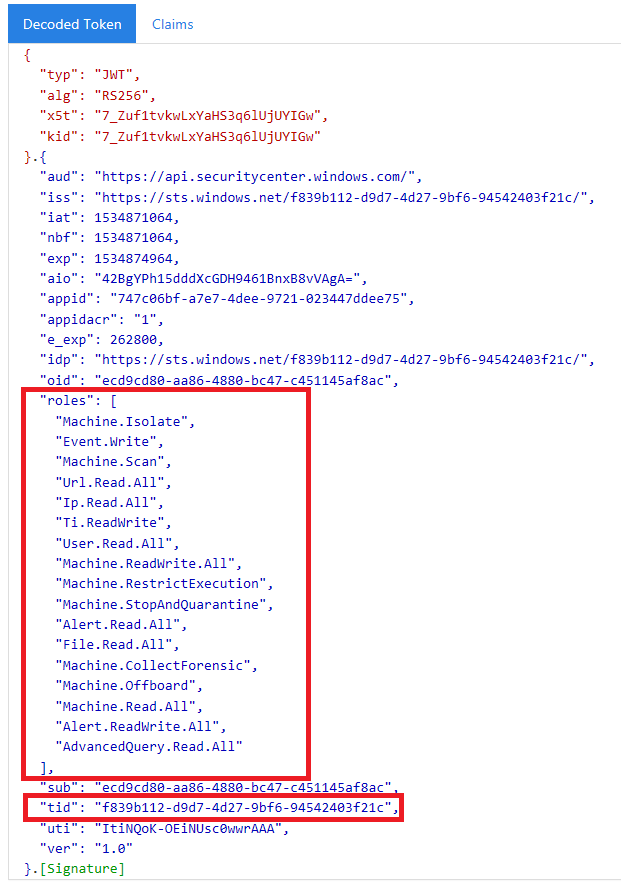 Decoded Token Claims
{
"typ": "JWT",
"alg": "RS256",
"x5t": "7_Zuf1tvkwLxYaHS3q6lUjUYIGw",
"kid": "7_Zuf1tvkwLxYaHS3q6lUjUYIGw"
}.{
"aud": "https://api.securitycenter.windows.com/",
"iss": "https://sts.windows.net/f839b112-d9d7-4d27-9bf6-94542403f21c/",
"iat": 1534871064,
"nbf": 1534871064,
"exp": 1534874964,
"aio": "42BgYPh15dddXcGDH9461BnxB8vVAgA=",
"appid": "747c06bf-a7e7-4dee-9721-023447ddee75",
"appidacr": "1",
"e_exp": 262800,
"idp": "https://sts.windows.net/f839b112-d9d7-4d27-9bf6-94542403f21c/",
"oid": "ecd9cd80-aa86-4880-bc47-c451145af8ac",
"roles": [
"Machine.Isolate",
"Event.Write",
"Machine.Scan",
"Url.Read.All",
"Ip.Read.All",
"Ti.ReadWrite",
"User.Read.All",
"Machine.ReadWrite.All",
"Machine.RestrictExecution",
"Machine.StopAndQuarantine",
"Alert.Read.All",
"File.Read.All",
"Machine.CollectForensic",
"Machine.Offboard",
"Machine.Read.All",
"Alert.ReadWrite.All",
"AdvancedQuery.Read.All"
],
"sub": "ecd9cd80-aa86-4880-bc47-c451145af8ac",
"tid": "f839b112-d9d7-4d27-9bf6-94542403f21c",
"uti": "ItiNQoK-OEiNUsc0wwrAAA",
"ver": "1.0"
}.[Signature]